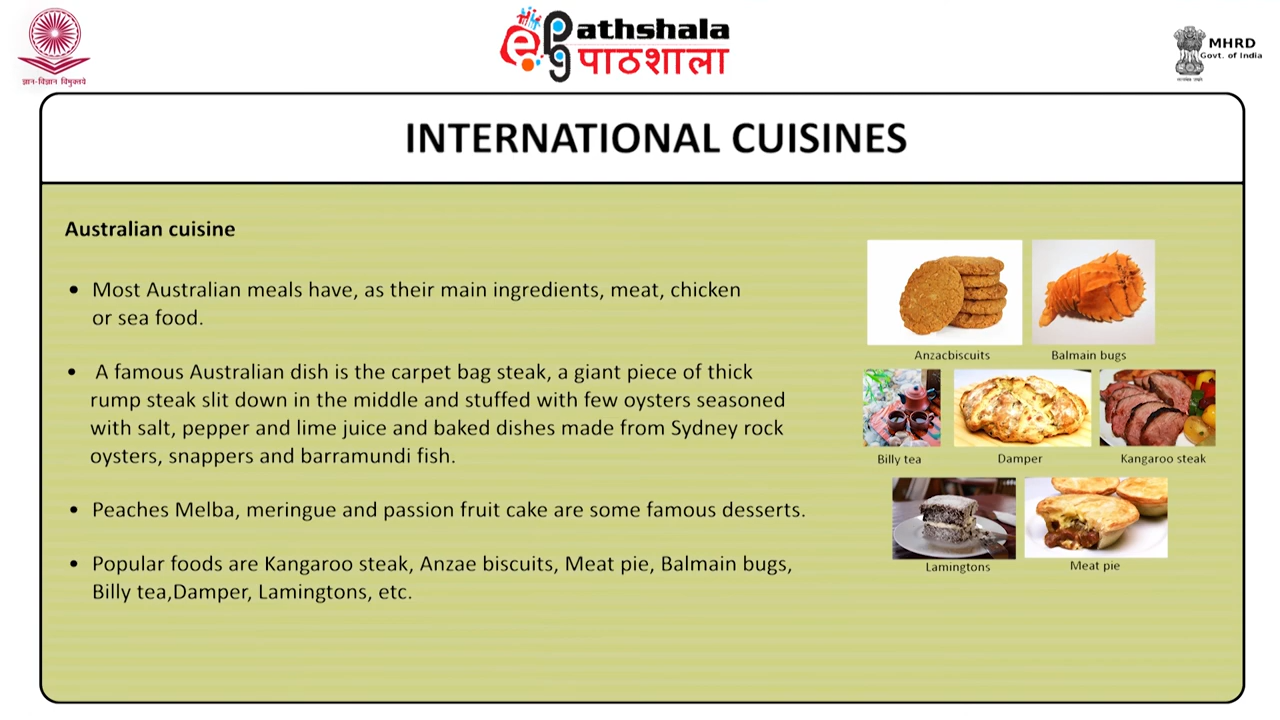 ज्ञान-विज्ञान विमुक्तये
ePG athshala
पाठशाला
MHRD
Govt. of India
INTERNATIONAL CUISINES
Australian cuisine
• Most Australian meals have, as their main ingredients, meat, chicken
or sea food.
• A famous Australian dish is the carpet bag steak, a giant piece of thick
rump steak slit down in the middle and stuffed with few oysters seasoned
with salt, pepper and lime juice and baked dishes made from Sydney rock
oysters, snappers and barramundi fish.
• Peaches Melba, meringue and passion fruit cake are some famous desserts.
• Popular foods are Kangaroo steak, Anzae biscuits, Meat pie, Balmain bugs,
Billy tea,Damper, Lamingtons, etc.
Anzacbiscuits
Balmain bugs
Billy tea
Damper
Kangaroo steak
Lamingtons
Meat pie